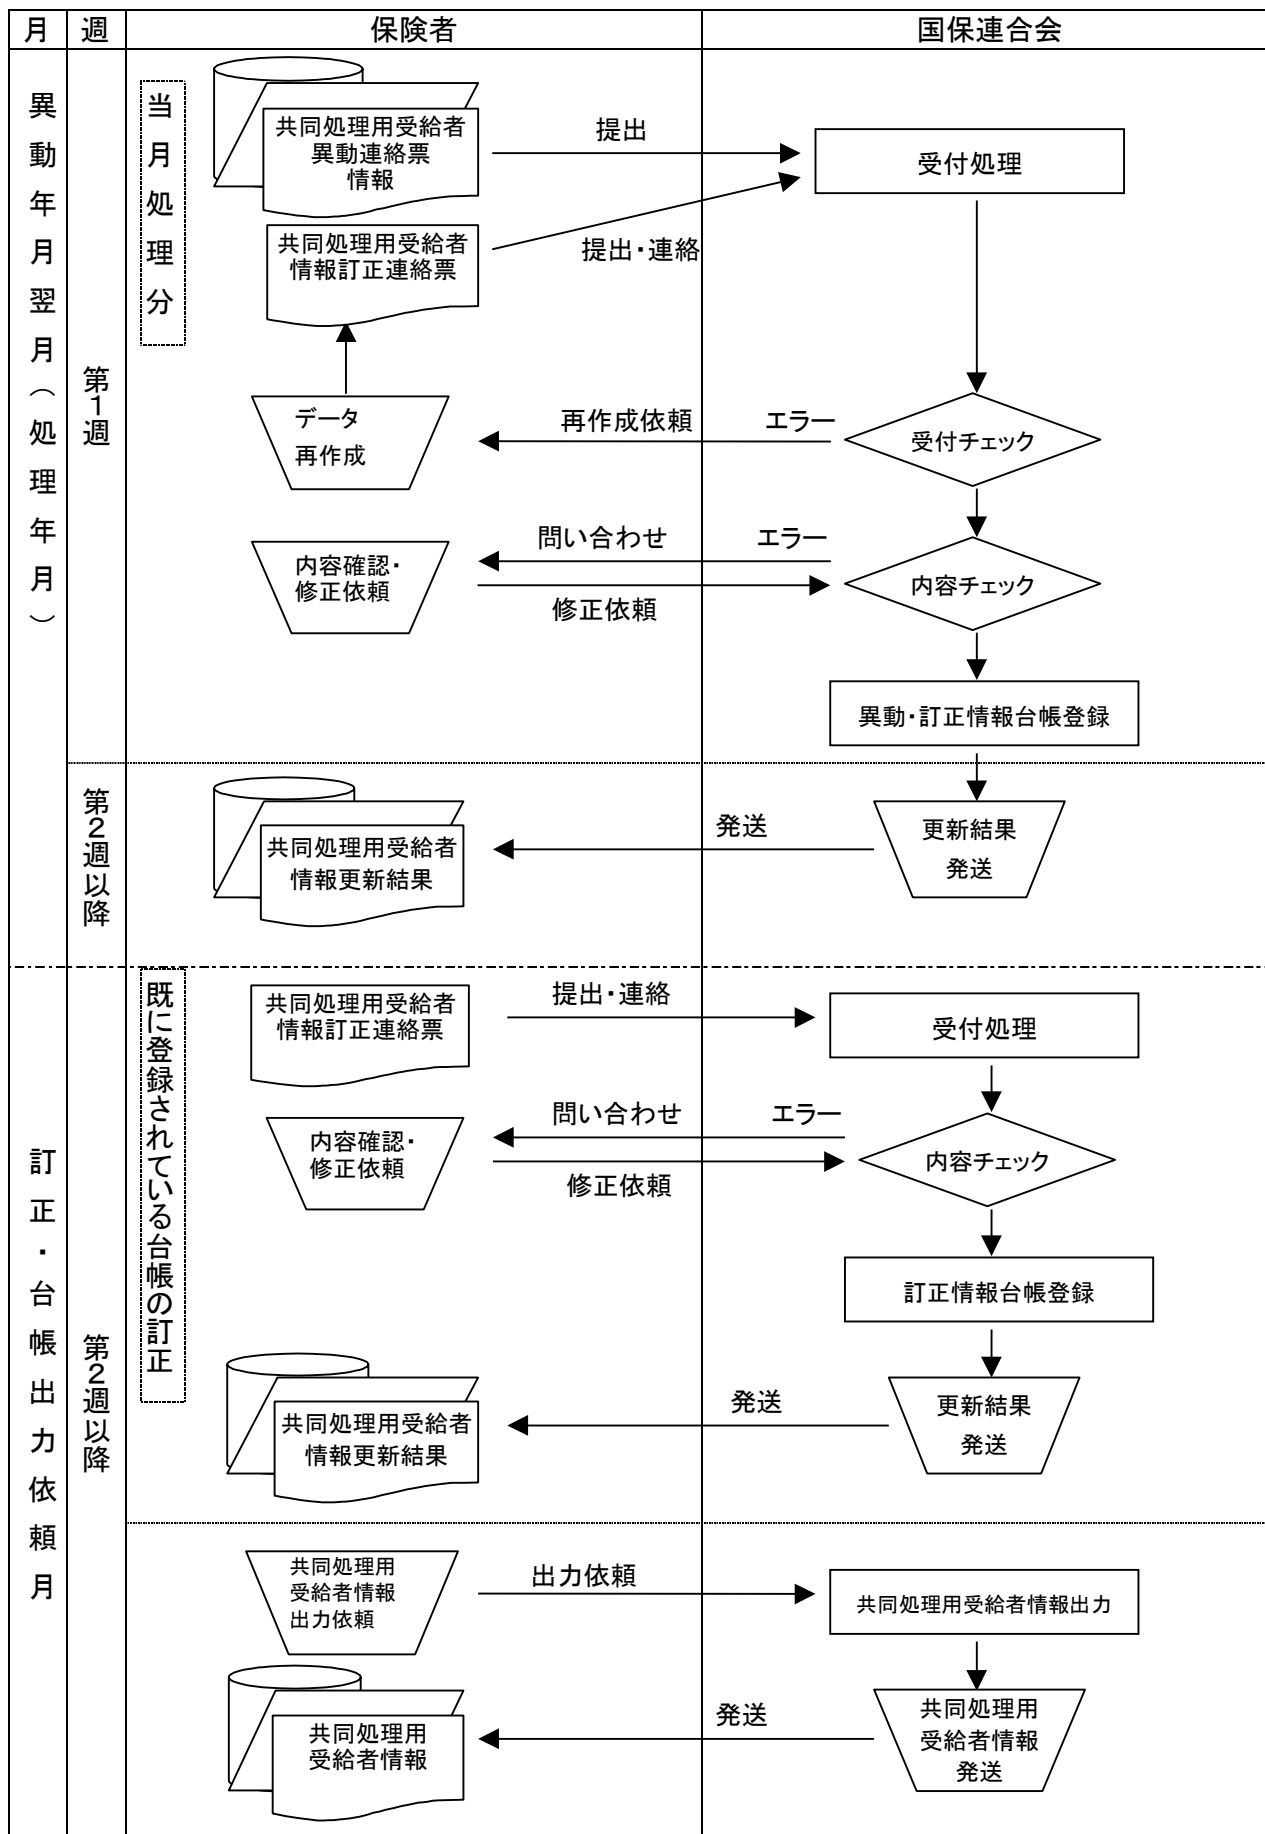 月
週
保険者
国保連合会
異動年月翌月（処理年月）
第1週
当月処理分
共同処理用受給者
異動連絡票
情報
提出
受付処理
共同処理用受給者
情報訂正連絡票
提出・連絡
データ
再作成
再作成依頼
エラー
受付チェック
内容確認・
修正依頼
問い合わせ
エラー
修正依頼
内容チェック
異動・訂正情報台帳登録
第2週以降
共同処理用受給者
情報更新結果
発送
更新結果
発送
訂正・台帳出力依頼月
第2週以降
既に登録されている台帳の訂正
共同処理用受給者
情報訂正連絡票
提出・連絡
受付処理
内容確認・
修正依頼
問い合わせ
エラー
修正依頼
内容チェック
訂正情報台帳登録
共同処理用受給者
情報更新結果
発送
更新結果
発送
共同処理用
受給者情報
出力依頼
出力依頼
共同処理用受給者情報出力
共同処理用
受給者情報
発送
共同処理用
受給者情報
発送